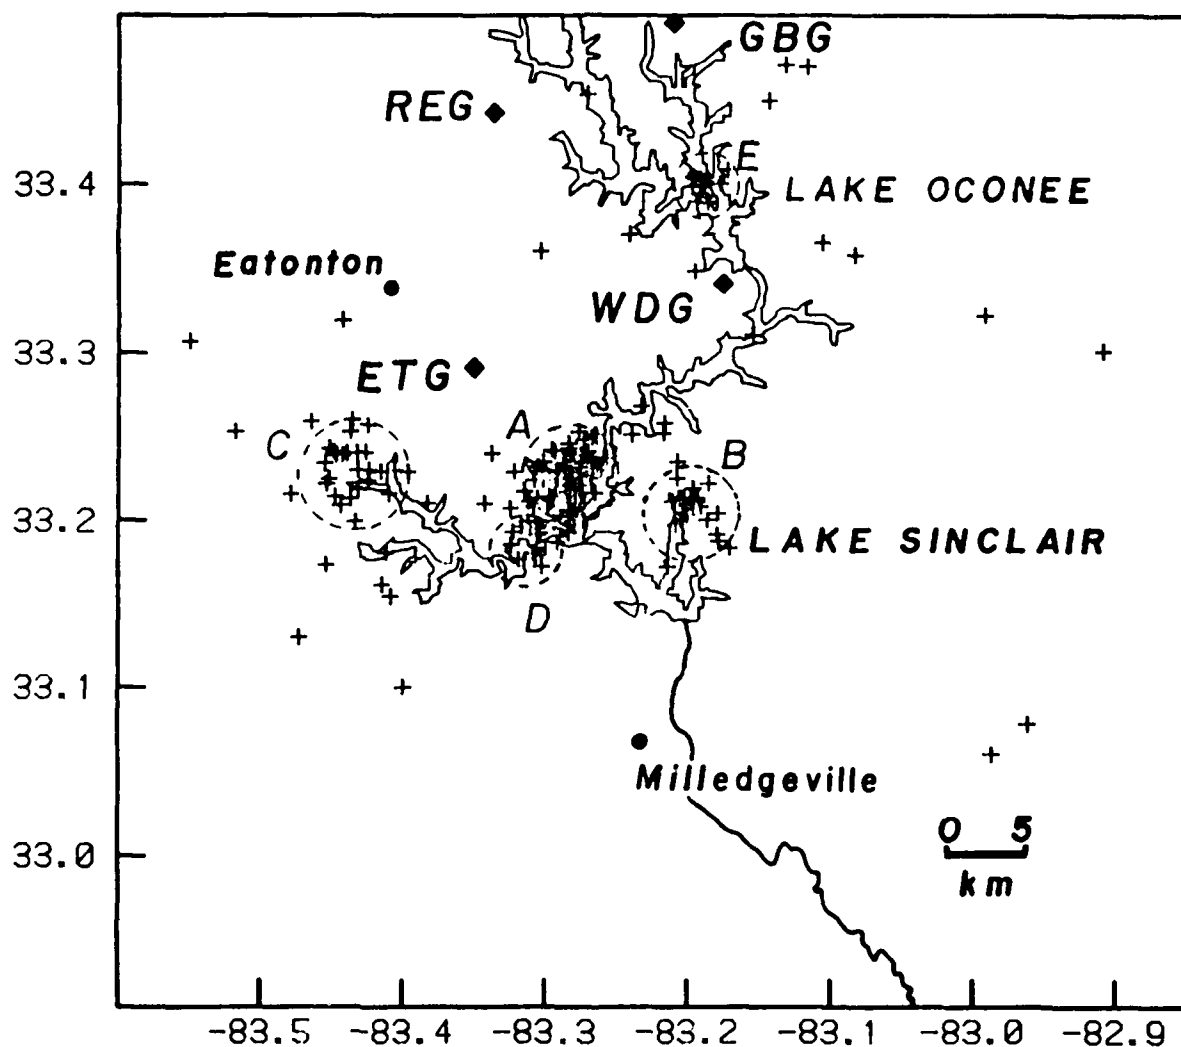 GBG
REG
E
33.4
LAKE OCONEE
Eatonton
WDG
33.3
ETG
A
C
B
33.2
LAKE SINCLAIR
D
33.1
Milledgeville
0 5
33.0
km
-83.5 -83.4 -83.3 -83.2 -83.1 -83.0 -82.9